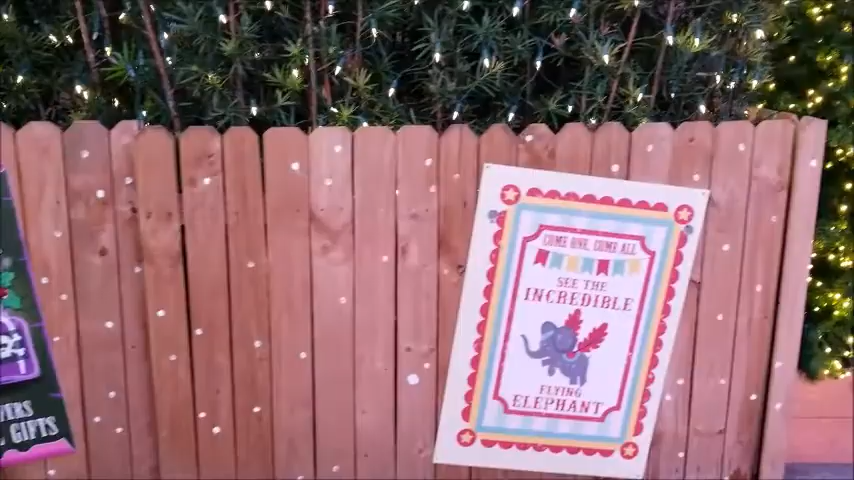 COME ONE, COME ALL
SEE THE
INCREDIBLE
FLYING
ELEPHANT
GIFTS